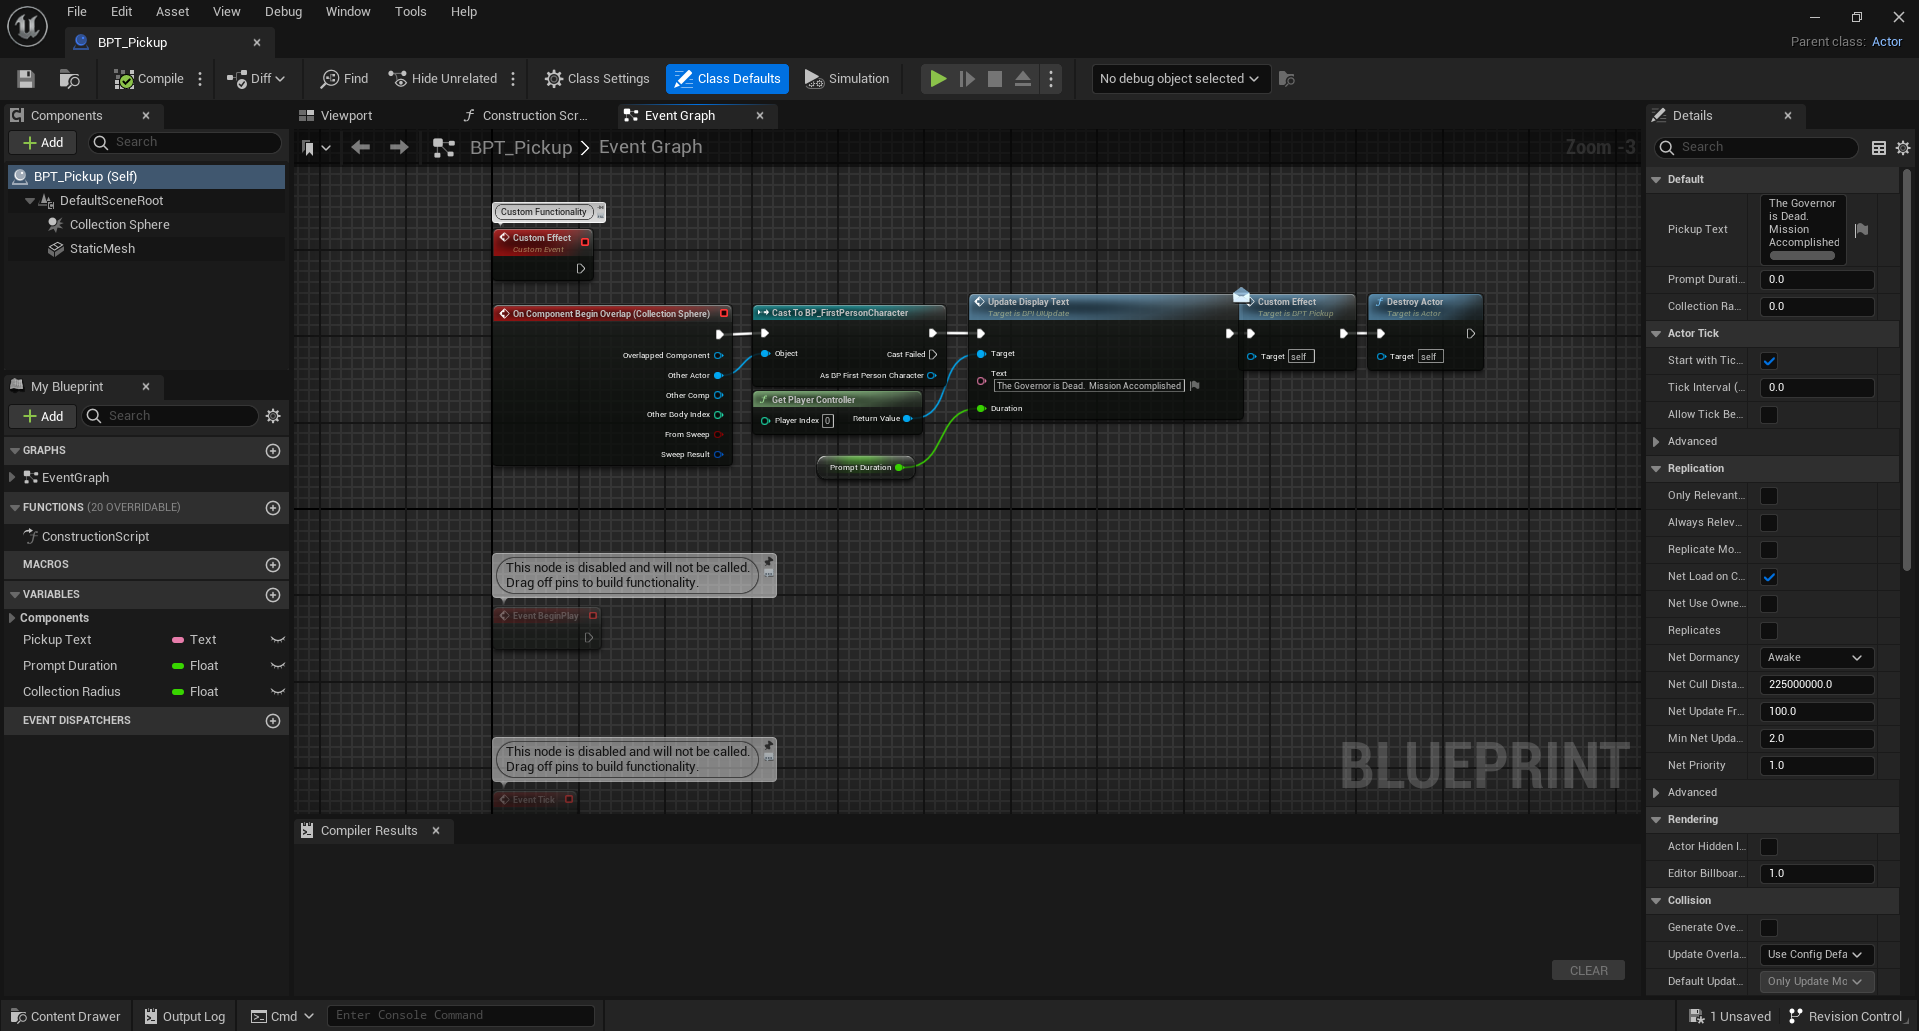 File Edit Asset View Debug Window Tools Help
BPT_Pickup
Parent class: Actor
Compile Diff Find Hide Unrelated Class Settings Class Defaults Simulation No debug object selected
Components
Add Search
BPT_Pickup (Self)
DefaultSceneRoot
Collection Sphere
StaticMesh
My Blueprint
Add Search
GRAPHS
EventGraph
FUNCTIONS (20 OVERRIDABLE)
ConstructionScript
MACROS
VARIABLES
Components
Pickup Text Text
Prompt Duration Float
Collection Radius Float
EVENT DISPATCHERS
Viewport Construction Scr... Event Graph
BPT_Pickup > Event Graph
Zoom -3
Custom Functionality
Custom Effect
Custom Event
On Component Begin Overlap (Collection Sphere)
Overlapped Component
Other Actor
Other Comp
Other Body Index
From Sweep
Sweep Result
Cast To BP_FirstPersonCharacter
Object Cast Failed
As BP First Person Character
Get Player Controller
Player Index 0 Return Value
Prompt Duration
Update Display Text
Target is BPI UIUpdate
Target
Text
The Governor is Dead. Mission Accomplished
Duration
Custom Effect
Target is BPT Pickup
Target self
Destroy Actor
Target is Actor
Target self
This node is disabled and will not be called.
Drag off pins to build functionality.
Event BeginPlay
This node is disabled and will not be called.
Drag off pins to build functionality.
Event Tick
BLUEPRINT
Compiler Results
CLEAR
Details
Search
Default
Pickup Text
The Governor
is Dead.
Mission
Accomplished
Prompt Durati... 0.0
Collection Ra... 0.0
Actor Tick
Start with Tic...
Tick Interval (... 0.0
Allow Tick Be...
Advanced
Replication
Only Relevant...
Always Relev...
Replicate Mo...
Net Load on C...
Net Use Owne...
Replicates
Net Dormancy Awake
Net Cull Dista... 225000000.0
Net Update Fr... 100.0
Min Net Upda... 2.0
Net Priority 1.0
Advanced
Rendering
Actor Hidden I...
Editor Billboar... 1.0
Collision
Generate Ove...
Update Overla... Use Config Defa
Default Updat... Only Update Mc
Content Drawer Output Log Cmd Enter Console Command
1 Unsaved Revision Control